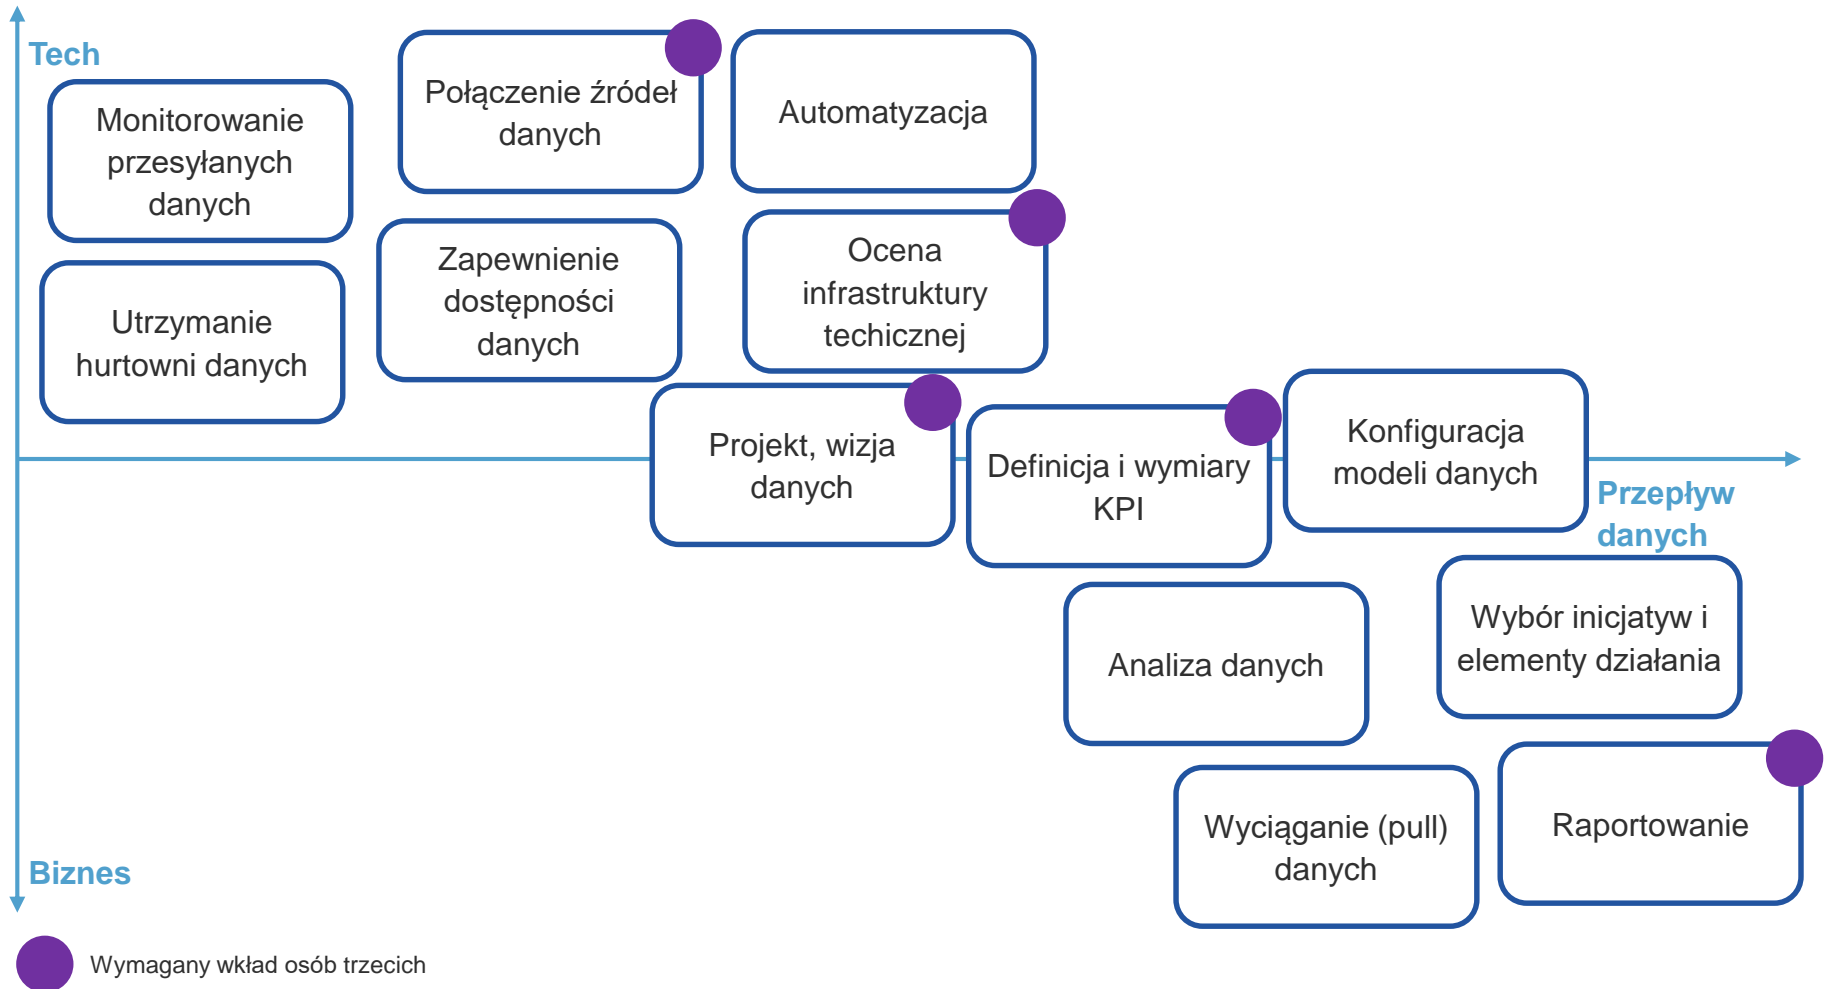 Tech
Monitorowanie
przesyłanych
danych
Połączenie źródeł
danych
Automatyzacja
Utrzymanie
hurtowni danych
Zapewnienie
dostępności
danych
Ocena
infrastruktury
techicznej
Projekt, wizja
danych
Definicja i wymiary
KPI
Konfiguracja
modeli danych
Przepływ
danych
Analiza danych
Wybór inicjatyw i
elementy działania
Wyciąganie (pull)
danych
Raportowanie
Biznes
Wymagany wkład osób trzecich